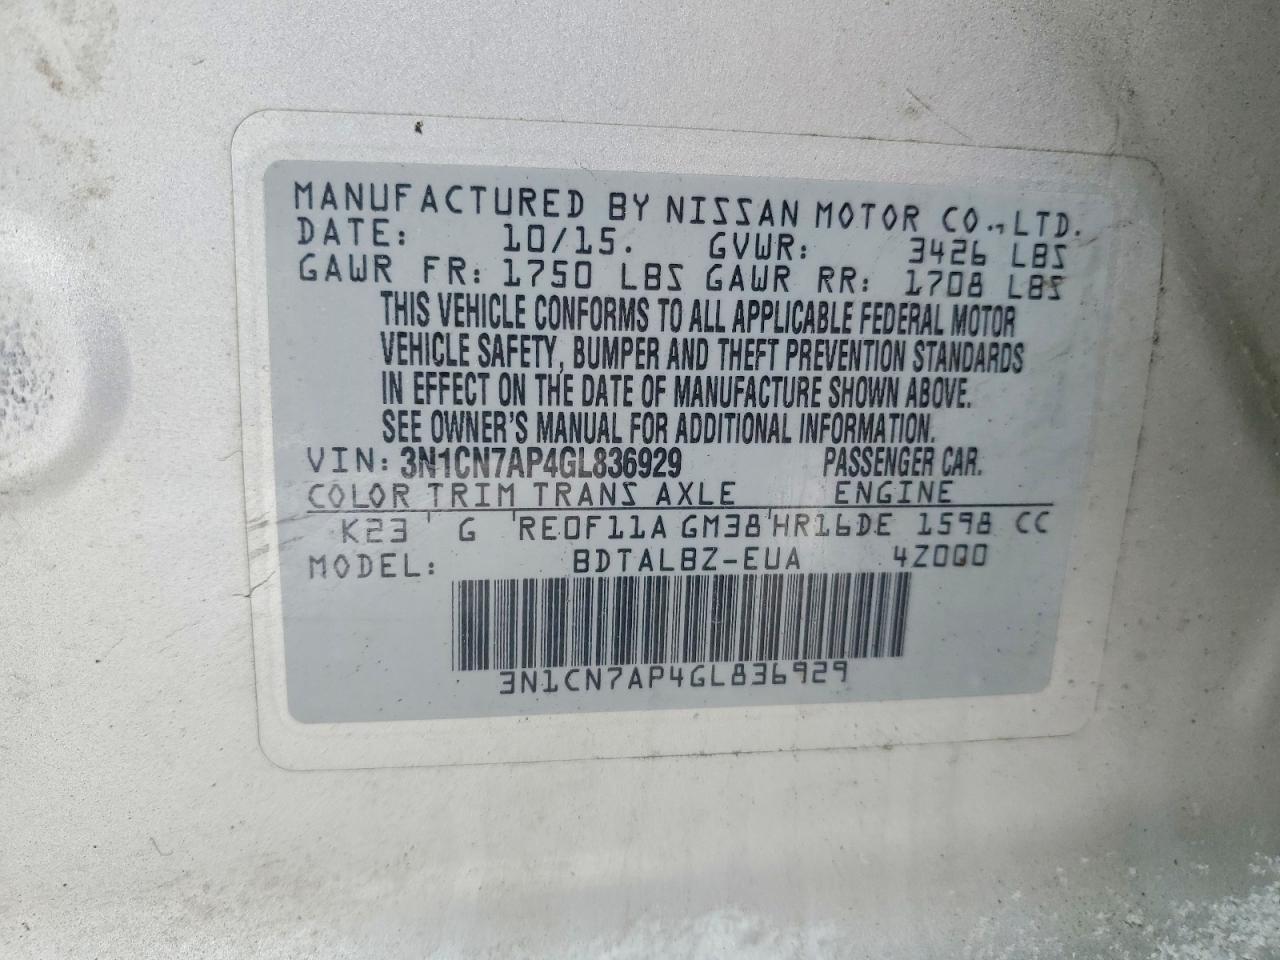 MANUFACTURED BY NISSAN MOTOR CO.,LTD.
DATE: 10/15. GVWR: 3426 LBS
GAWR FR: 1750 LBS GAWR RR: 1708 LBS
THIS VEHICLE CONFORMS TO ALL APPLICABLE FEDERAL MOTOR
VEHICLE SAFETY, BUMPER AND THEFT PREVENTION STANDARDS
IN EFFECT ON THE DATE OF MANUFACTURE SHOWN ABOVE.
SEE OWNER'S MANUAL FOR ADDITIONAL INFORMATION.
VIN: 3N1CN7AP4GL836929 PASSENGER CAR.
COLOR TRIM TRANS AXLE ENGINE
K23 ' G 'RE0F11A GM38'HR16DE 1598 CC
MODEL: BDTALBZ-EUA 4Z0Q0
3N1CN7AP4GL836929